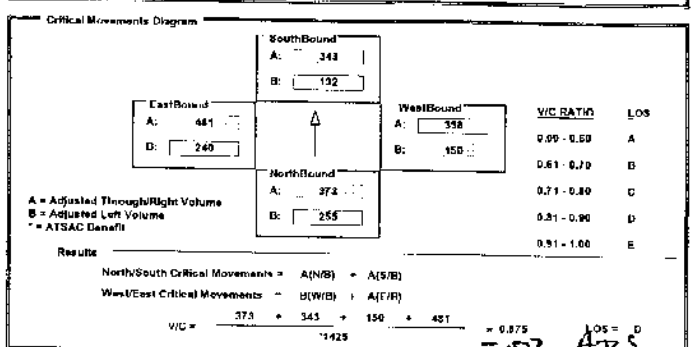 Critical Movements Diagram
SouthBound
A: 343
B: 192
EastBound
A: 481
B: 240
WestBound
A: 358
B: 150
NorthBound
A: 373
B: 255
V/C RATIO LOS
0.00 - 0.60 A
0.61 - 0.70 B
0.71 - 0.80 C
0.81 - 0.90 D
0.91 - 1.00 E
A = Adjusted Through/Right Volume
B = Adjusted Left Volume
* = ATSAC Benefit
Results
North/South Critical Movements = A(N/B) + A(S/B)
West/East Critical Movements = B(W/B) + A(E/B)
V/C = 373 + 343 + 150 + 481 = 0.875 LOS = D
*1425